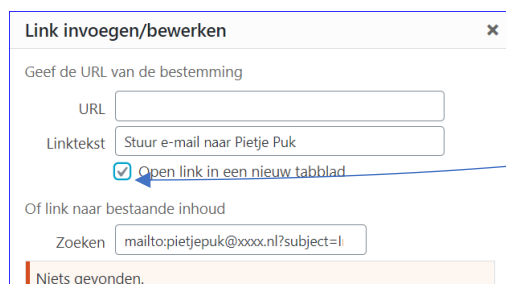 Link invoegen/bewerken
Geef de URL van de bestemming
URL
Linktekst Stuur e-mail naar Pietje Puk
Open link in een nieuw tabblad
Of link naar bestaande inhoud
Zoeken mailto:pietjepuk@xxxx.nl?subject=I
Niets gevonden.